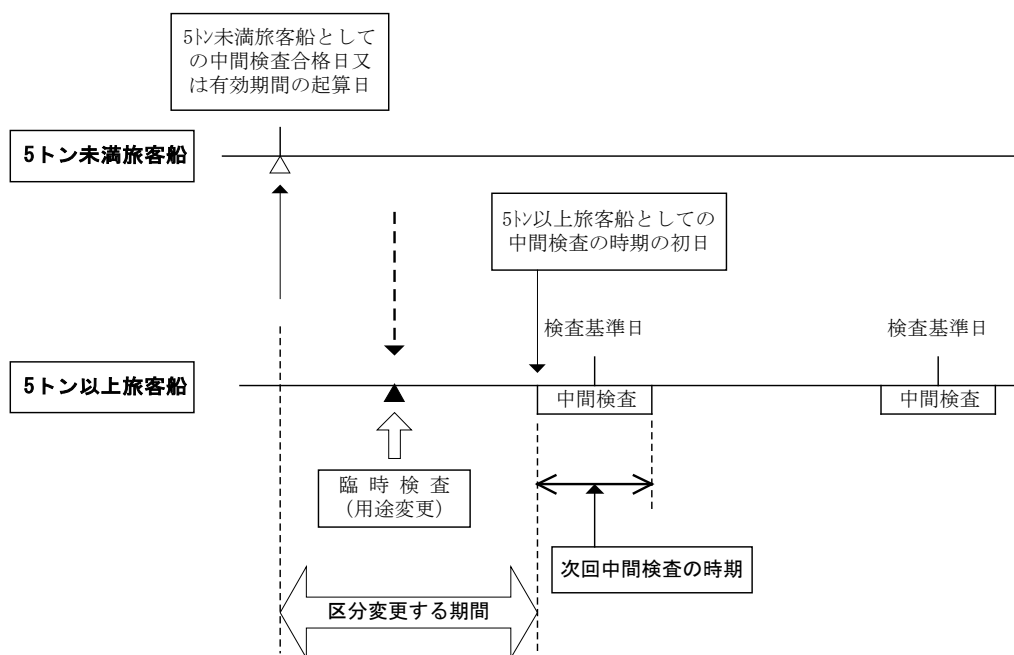 5トン未満旅客船として
の中間検査合格日又
は有効期間の起算日
5トン未満旅客船
5トン以上旅客船としての
中間検査の時期の初日
検査基準日
検査基準日
5トン以上旅客船
中間検査
中間検査
臨時検査
（用途変更）
次回中間検査の時期
区分変更する期間